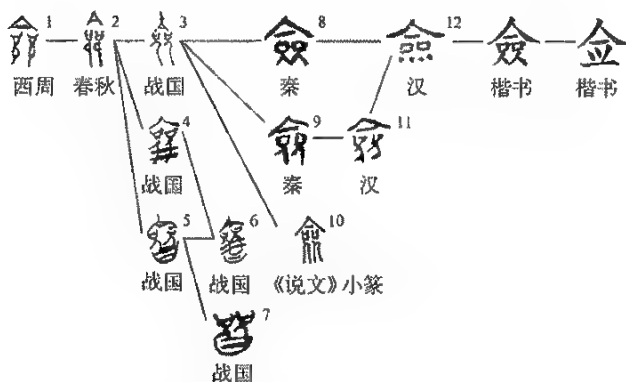 1 2 3 8 12 僉 佥
西周 春秋 战国 秦 汉 楷书 楷书
4 9 11
战国 秦 汉
5 6 10
战国 战国 《说文》小篆
7
战国